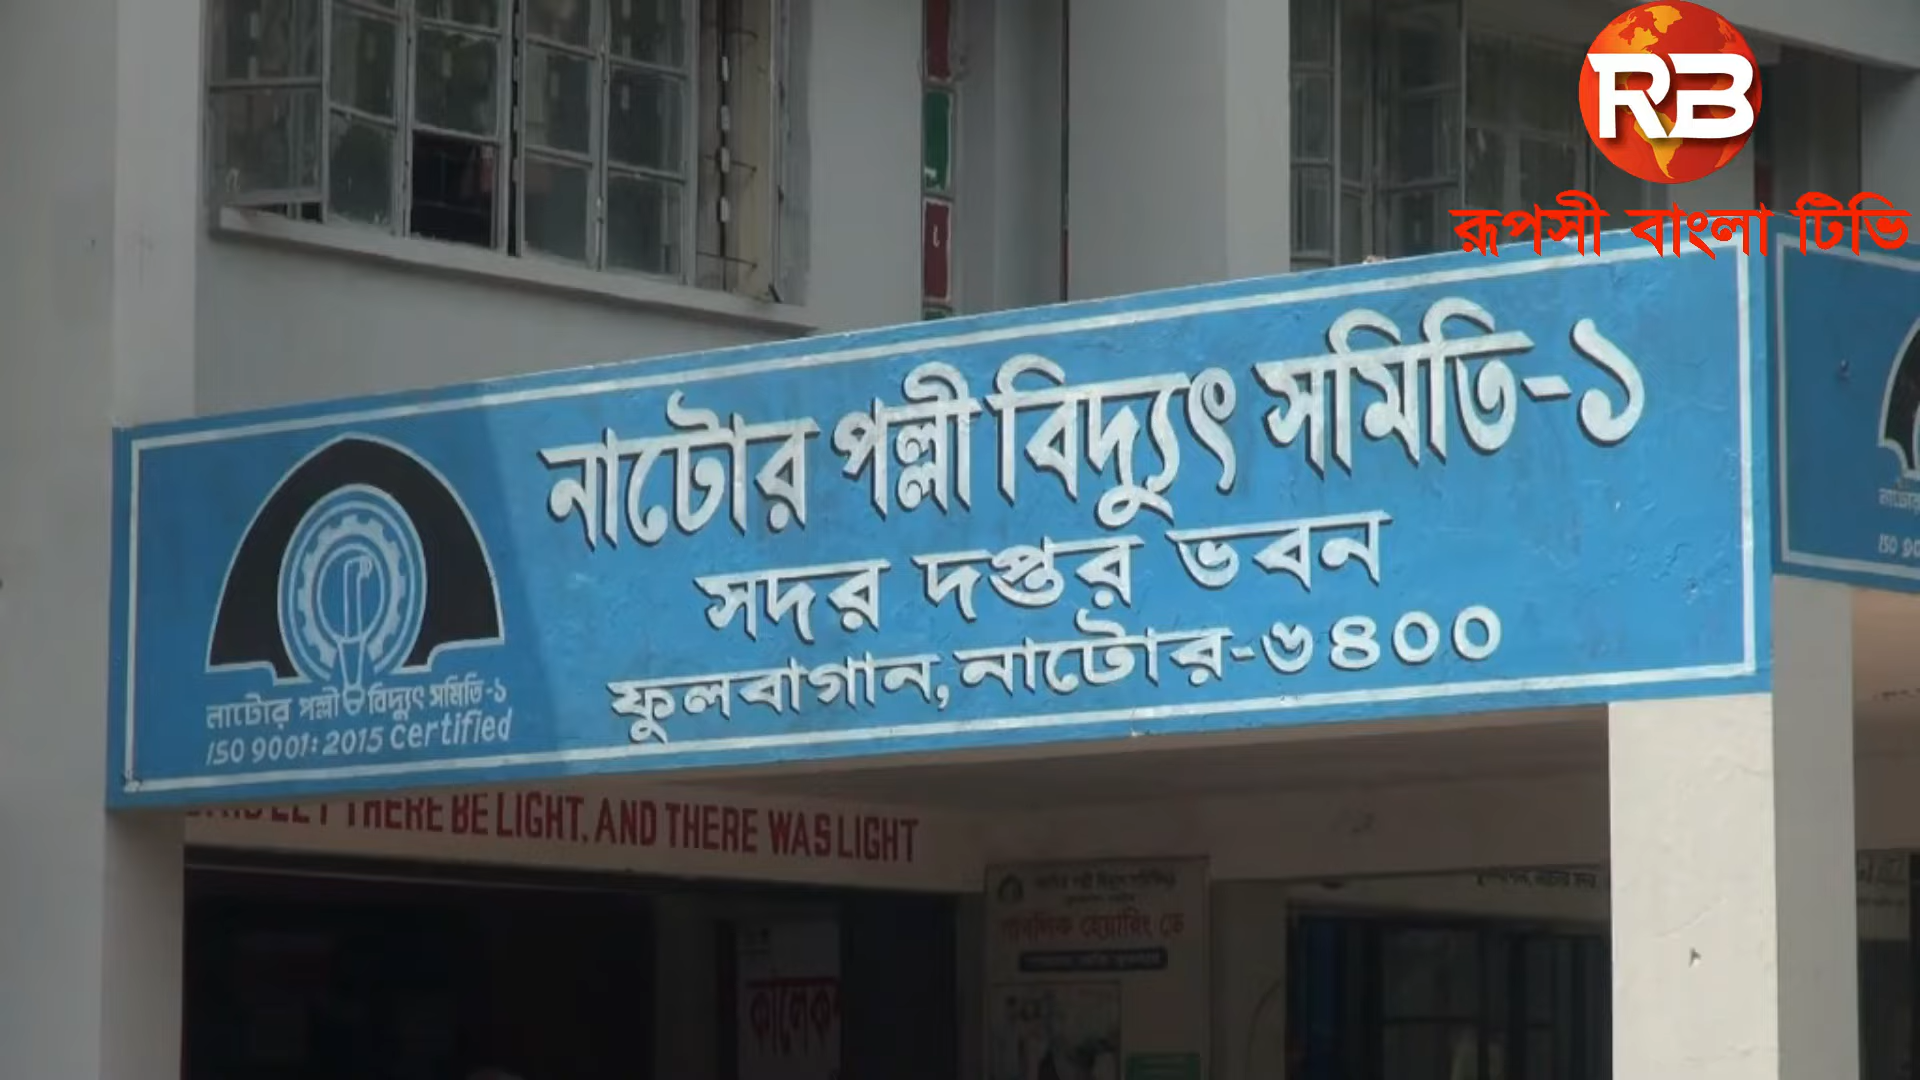 RB
রূপসী বাংলা টিভি
নাটোর পল্লী বিদ্যুৎ সমিতি-১
সদর দপ্তর ভবন
ফুলবাগান, নাটোর-৬৪০০
নাটোর পল্লী বিদ্যুৎ সমিতি-১
ISO 9001:2015 Certified
LET THERE BE LIGHT, AND THERE WAS LIGHT
হেয়ারিং ডে